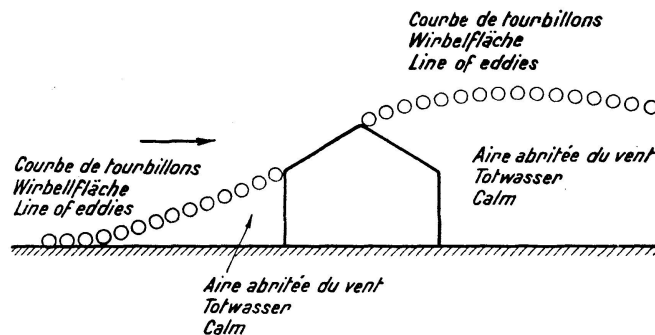 Courbe de tourbillons
Wirbelfläche
Line of eddies
Courbe de tourbillons
Wirbellfläche
Line of eddies
Aire abritée du vent
Totwasser
Calm
Aire abritée du vent
Totwasser
Calm